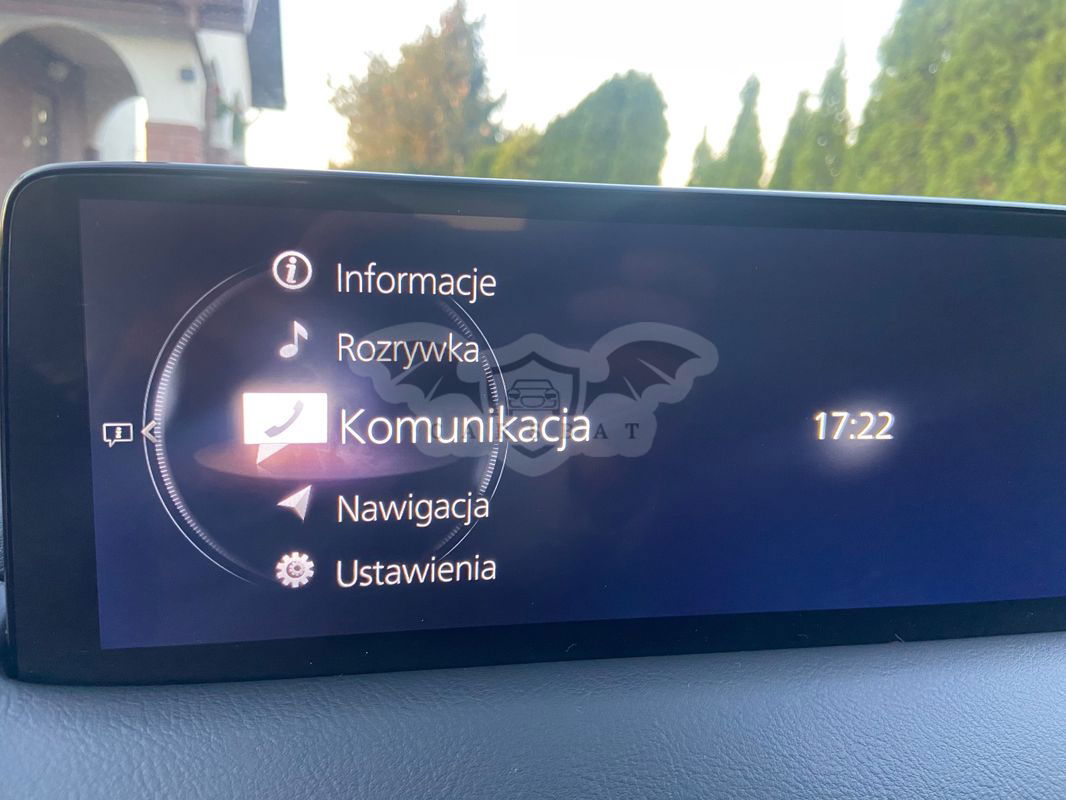 Informacje
Rozrywka
Komunikacja
17:22
Nawigacja
Ustawienia